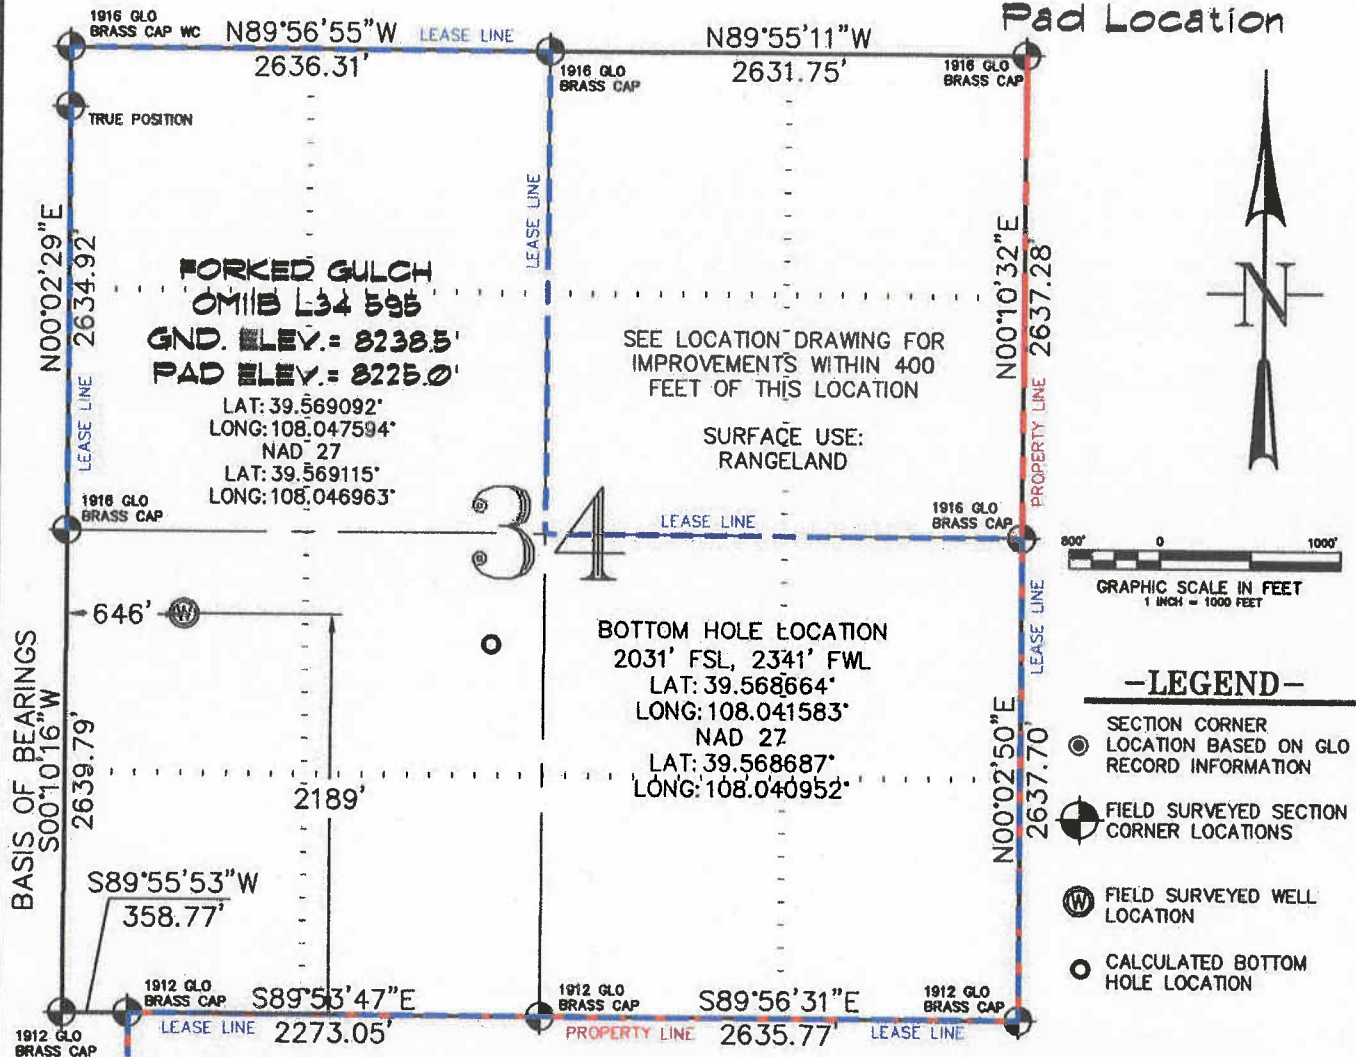 Pad Location
1916 GLO
BRASS CAP WC
N89°56'55"W
LEASE LINE
2636.31'
1916 GLO
BRASS CAP
N89°55'11"W
2631.75'
1916 GLO
BRASS CAP
TRUE POSITION
LEASE LINE
N00°02'29"E
2634.92'
LEASE LINE
FORKED GULCH
OM11B L34 595
GND. ELEV.= 8238.5'
PAD ELEV.= 8225.0'
LAT: 39.569092°
LONG: 108.047594°
NAD 27
LAT: 39.569115°
LONG: 108.046963°
SEE LOCATION DRAWING FOR
IMPROVEMENTS WITHIN 400
FEET OF THIS LOCATION
SURFACE USE:
RANGELAND
N00°10'32"E
2637.28'
PROPERTY LINE
N
1916 GLO
BRASS CAP
34
LEASE LINE
1916 GLO
BRASS CAP
800'
0
1000'
GRAPHIC SCALE IN FEET
1 INCH = 1000 FEET
646'
W
BOTTOM HOLE LOCATION
2031' FSL, 2341' FWL
LAT: 39.568664°
LONG: 108.041583°
NAD 27
LAT: 39.568687°
LONG: 108.040952°
LEASE LINE
BASIS OF BEARINGS
S00°10'16"W
2639.79'
2189'
N00°02'50"E
2637.70'
-LEGEND-
SECTION CORNER
LOCATION BASED ON GLO
RECORD INFORMATION
FIELD SURVEYED SECTION
CORNER LOCATIONS
W
FIELD SURVEYED WELL
LOCATION
CALCULATED BOTTOM
HOLE LOCATION
S89°55'53"W
358.77'
1912 GLO
BRASS CAP
1912 GLO
BRASS CAP
S89°53'47"E
LEASE LINE
2273.05'
1912 GLO
BRASS CAP
PROPERTY LINE
S89°56'31"E
2635.77'
LEASE LINE
1912 GLO
BRASS CAP